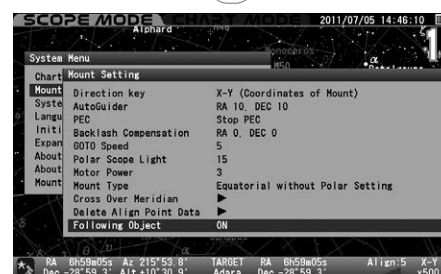 SCOPE MODE CHART MODE 2011/07/05 14:46:10
Alphard
Monoceros
M50
α
1
System Menu
Chart
Mount
Syste
Langu
Initi
Expan
About
About
Mount
Mount Setting
Direction key X-Y (Coordinates of Mount)
AutoGuider RA 10, DEC 10
PEC Stop PEC
Backlash Compensation RA 0, DEC 0
GOTO Speed 5
Polar Scope Light 15
Motor Power 3
Mount Type Equatorial without Polar Setting
Cross Over Meridian ▶
Delete Align Point Data ▶
Following Object ON
RA 6h59m05s Az 215°53.8' TARGET RA 6h59m05s Align:5 X-Y
Dec -28°59.3' Alt+10°30.9' Adara Dec -28°59.3' x500